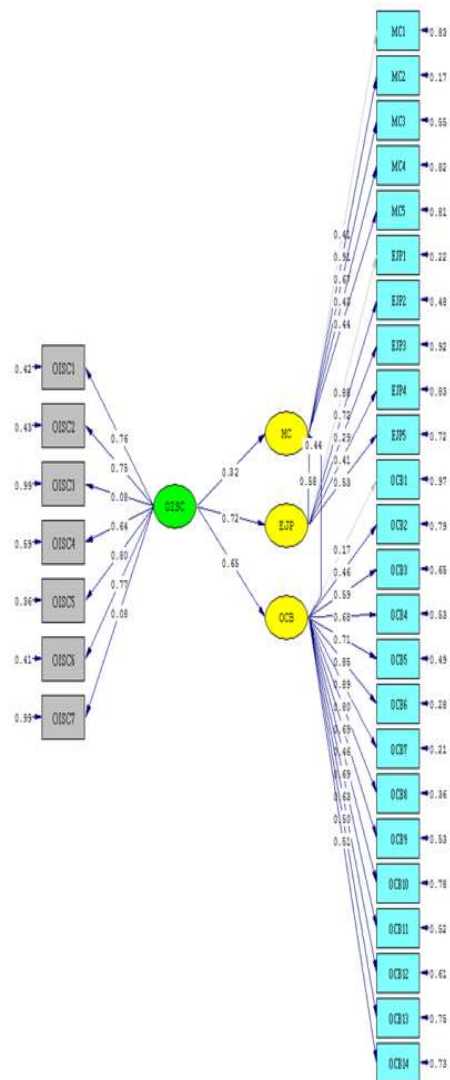 0.42 OISC1
0.43 OISC2
0.99 OISC3
0.59 OISC4
0.36 OISC5
0.41 OISC6
0.99 OISC7
0.76
0.75
0.08
0.64
0.80
0.77
0.08
OISC
0.32
0.72
0.65
MC
EJP
OCB
0.44
0.58
0.41
0.91
0.67
0.43
0.44
0.88
0.72
0.29
0.41
0.53
0.17
0.46
0.59
0.68
0.71
0.85
0.89
0.80
0.69
0.46
0.69
0.63
0.50
0.51
MC1 0.83
MC2 0.17
MC3 0.55
MC4 0.82
MC5 0.81
EJP1 0.22
EJP2 0.48
EJP3 0.92
EJP4 0.83
EJP5 0.72
OCB1 0.97
OCB2 0.79
OCB3 0.65
OCB4 0.53
OCB5 0.49
OCB6 0.28
OCB7 0.21
OCB8 0.36
OCB9 0.53
OCB10 0.78
OCB11 0.52
OCB12 0.61
OCB13 0.75
OCB14 0.73